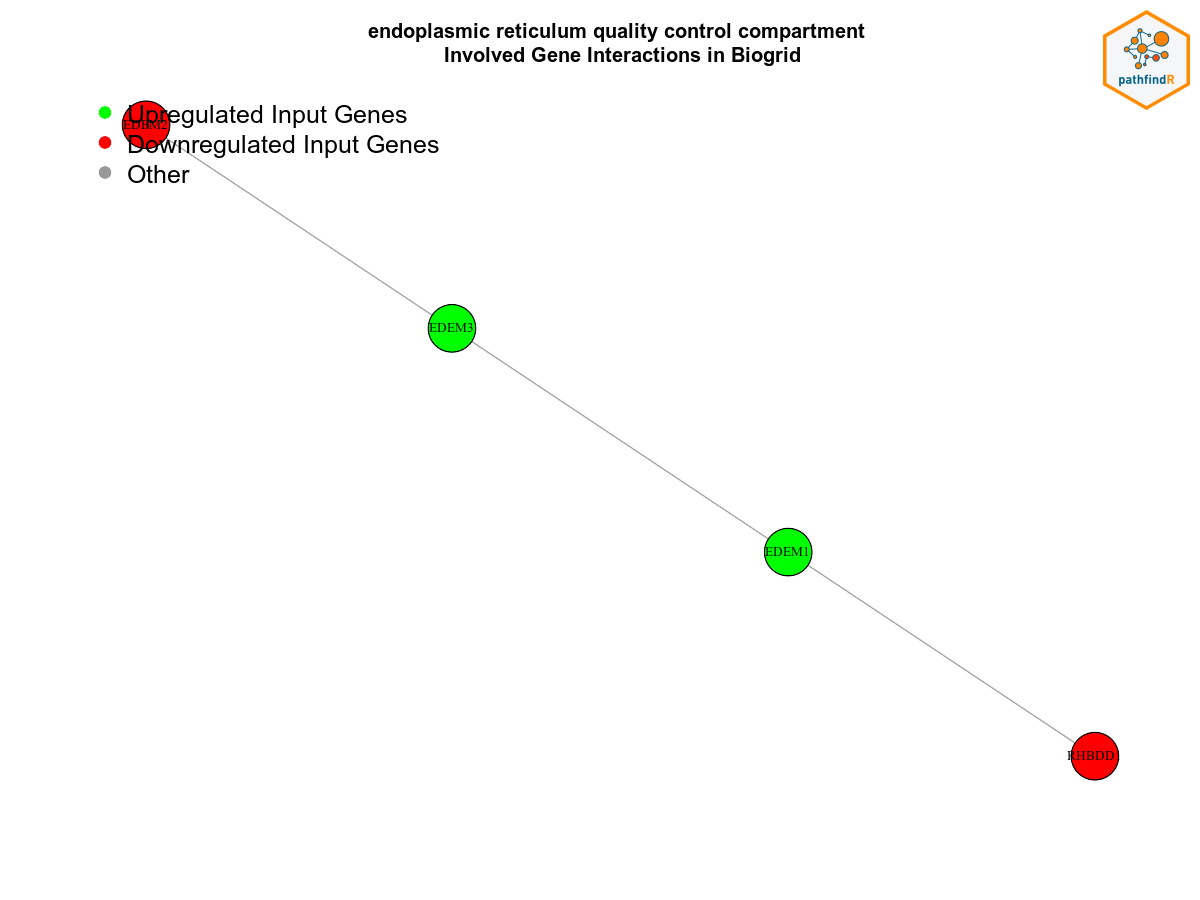 endoplasmic reticulum quality control compartment
Involved Gene Interactions in Biogrid
pathfindR
Upregulated Input Genes
EDEM2
Downregulated Input Genes
Other
EDEM3
EDEM1
RHBDD